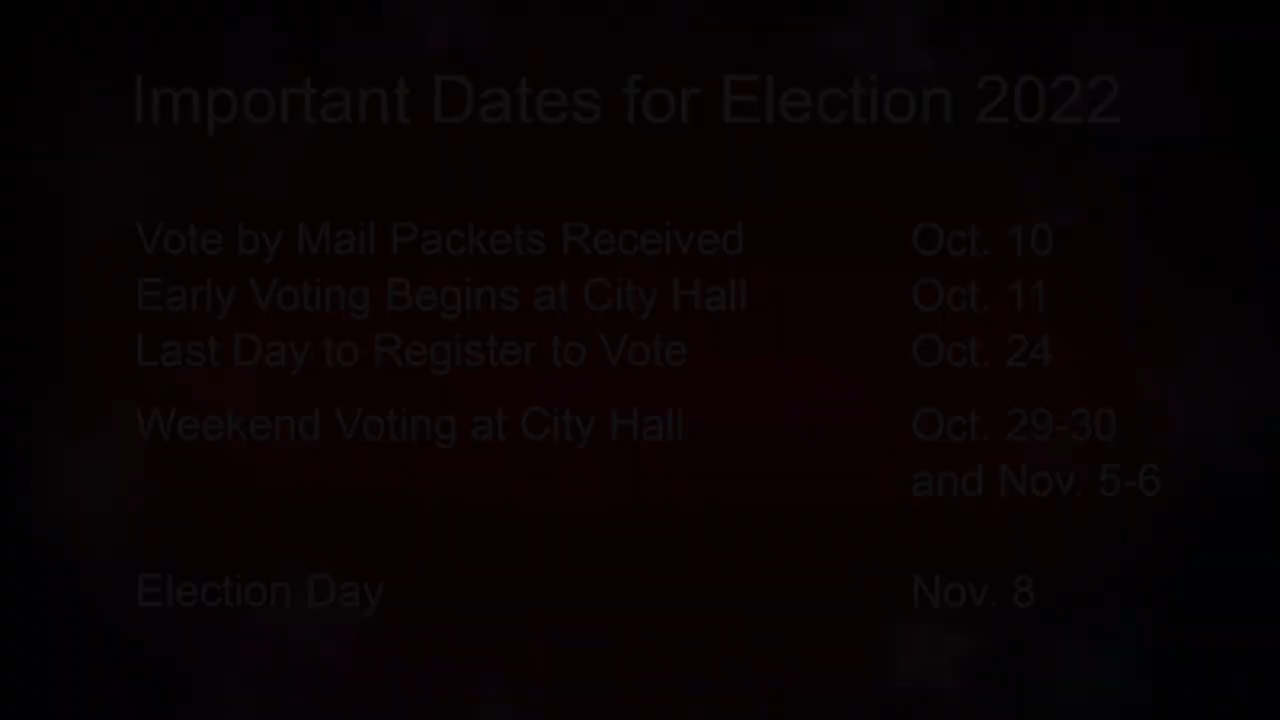 Important Dates for Election 2022
Vote by Mail Packets Received Oct. 10
Early Voting Begins at City Hall Oct. 11
Last Day to Register to Vote Oct. 24
Weekend Voting at City Hall Oct. 29-30
and Nov. 5-6
Election Day Nov. 8